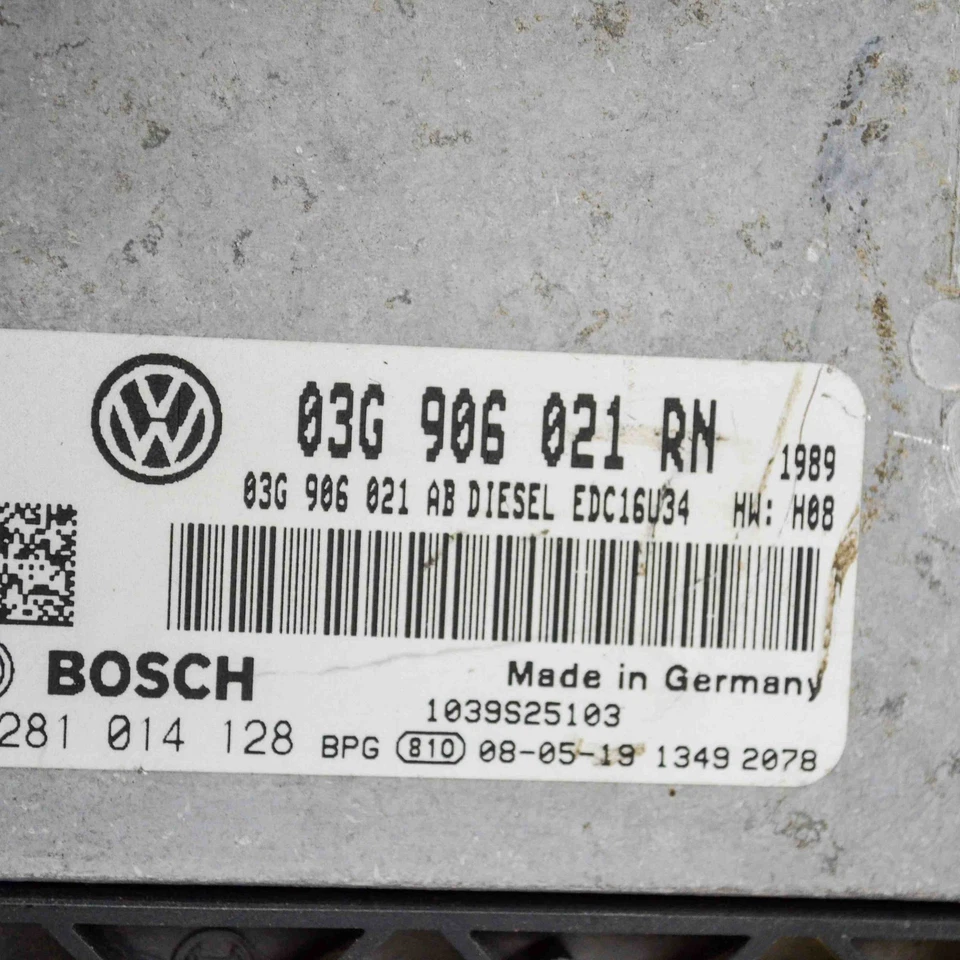 03G 906 021 RN
1989
03G 906 021 AB DIESEL EDC16U34 HW: H08
BOSCH
Made in Germany
1039S25103
281 014 128 BPG 810 08-05-19 1349 2078